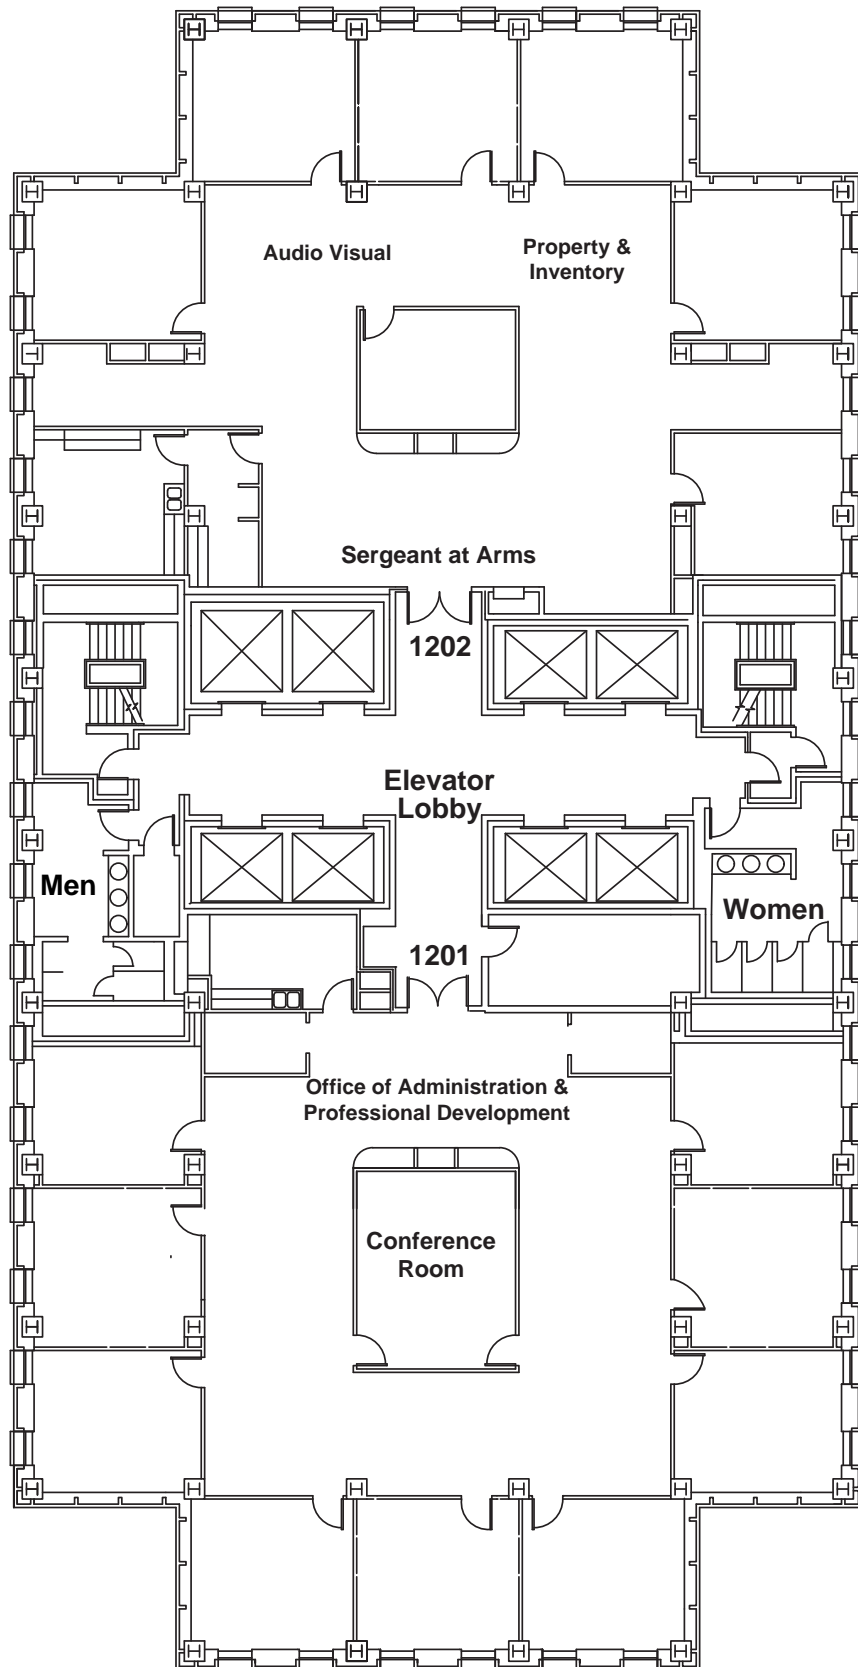 Audio Visual
Property &
Inventory
Sergeant at Arms
1202
Elevator
Lobby
Men
Women
1201
Office of Administration &
Professional Development
Conference
Room